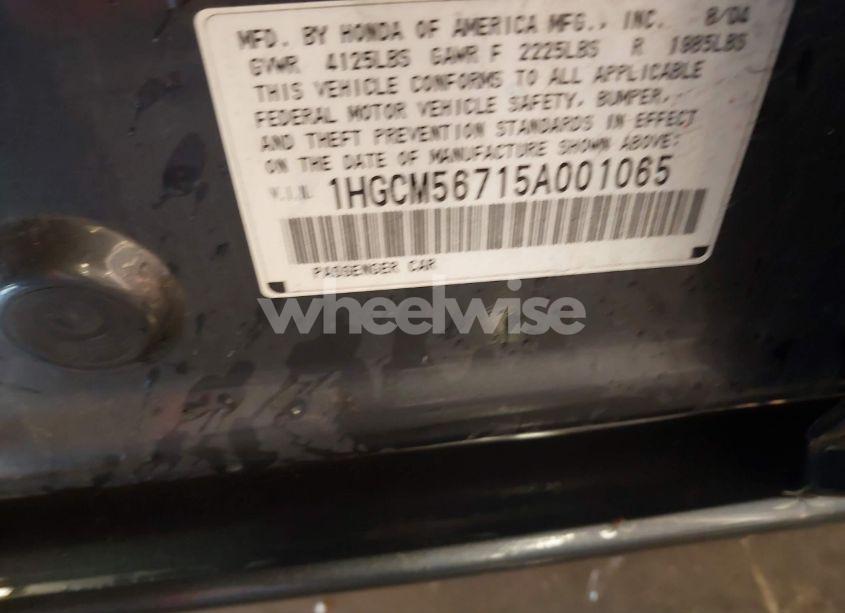 MFD. BY HONDA OF AMERICA MFG., INC. 8/04
GVWR 4125LBS GAWR F 2225LBS R 1885LBS
THIS VEHICLE CONFORMS TO ALL APPLICABLE
FEDERAL MOTOR VEHICLE SAFETY, BUMPER,
AND THEFT PREVENTION STANDARDS IN EFFECT
ON THE DATE OF MANUFACTURE SHOWN ABOVE:
V.I.N. 1HGCM56715A001065
PASSENGER CAR
wheelwise